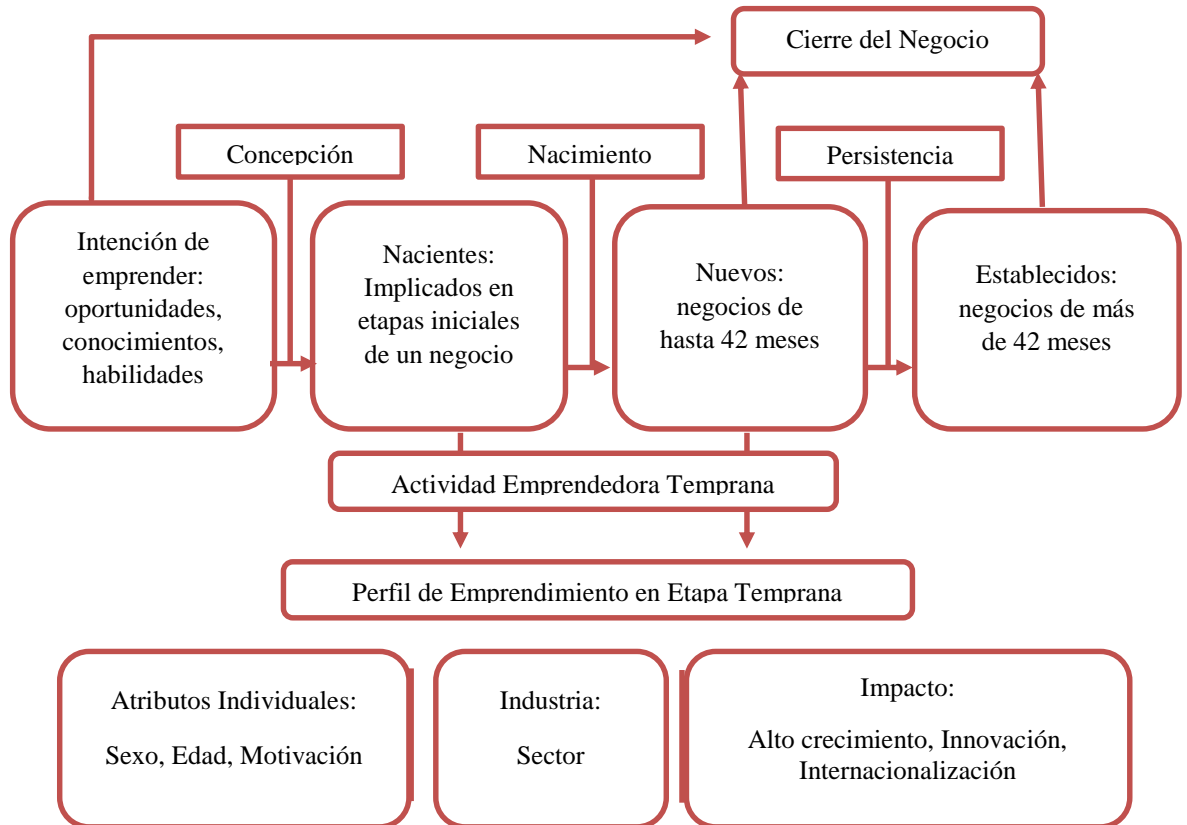 Cierre del Negocio
Concepción
Nacimiento
Persistencia
Intención de
emprender:
oportunidades,
conocimientos,
habilidades
Nacientes:
Implicados en
etapas iniciales
de un negocio
Nuevos:
negocios de
hasta 42 meses
Establecidos:
negocios de más
de 42 meses
Actividad Emprendedora Temprana
Perfil de Emprendimiento en Etapa Temprana
Atributos Individuales:
Sexo, Edad, Motivación
Industria:
Sector
Impacto:
Alto crecimiento, Innovación,
Internacionalización